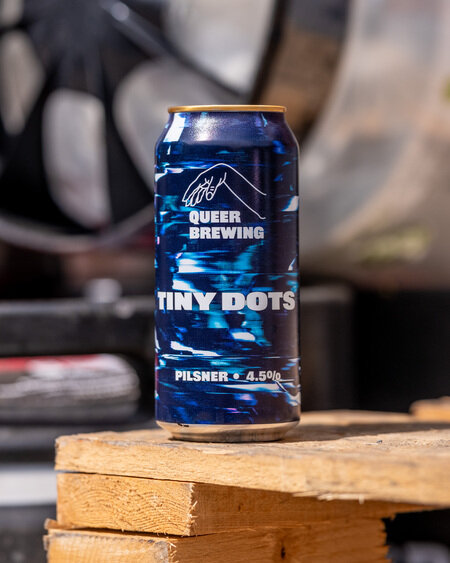 QUEER
BREWING
TINY DOTS
PILSNER • 4.5%